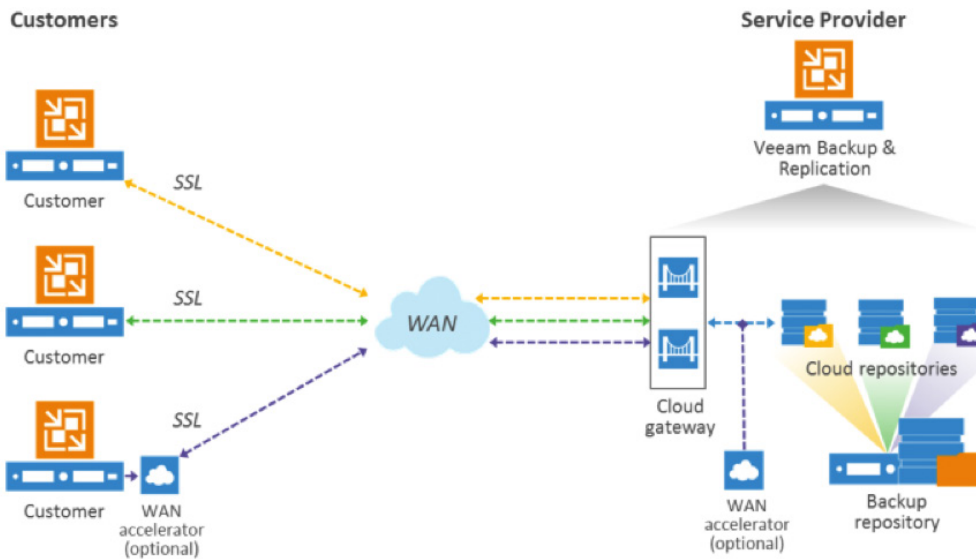 Customers
Service Provider
Veeam Backup &
Replication
Customer
SSL
Customer
SSL
WAN
Cloud repositories
Cloud
gateway
SSL
Customer
WAN
accelerator
(optional)
WAN
accelerator
(optional)
Backup
repository